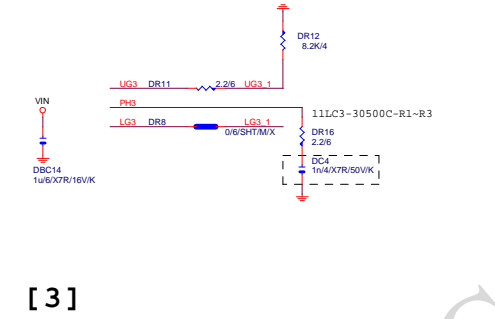 DR12
8.2K/4
UG3 DR11 2.2/6 UG3_1
VIN
PH3
11LC3-30500C-R1~R3
LG3 DR8 LG3_1
0/6/SHT/M/X
DR16
2.2/6
DC4
1n/4/X7R/50V/K
DBC14
1u/6/X7R/16V/K
[3]